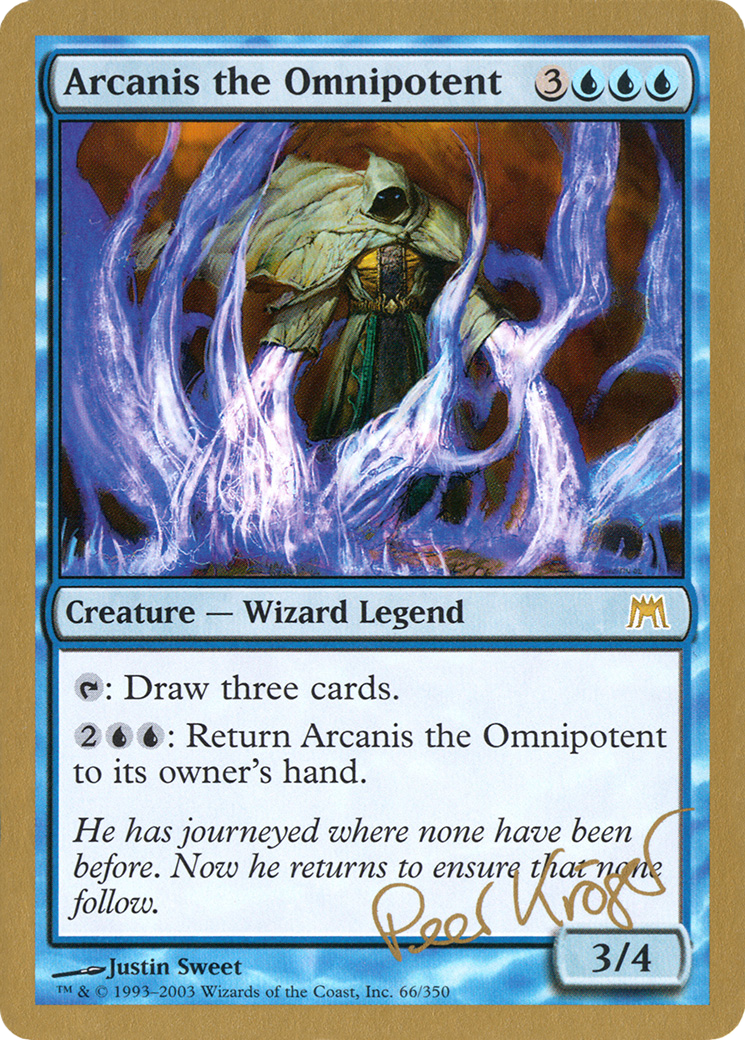 Arcanis the Omnipotent 3
Creature — Wizard Legend
: Draw three cards.
2 : Return Arcanis the Omnipotent
to its owner's hand.
He has journeyed where none have been
before. Now he returns to ensure that none
follow.
Peer Kröger
3/4
Justin Sweet
™ & © 1993–2003 Wizards of the Coast, Inc. 66/350